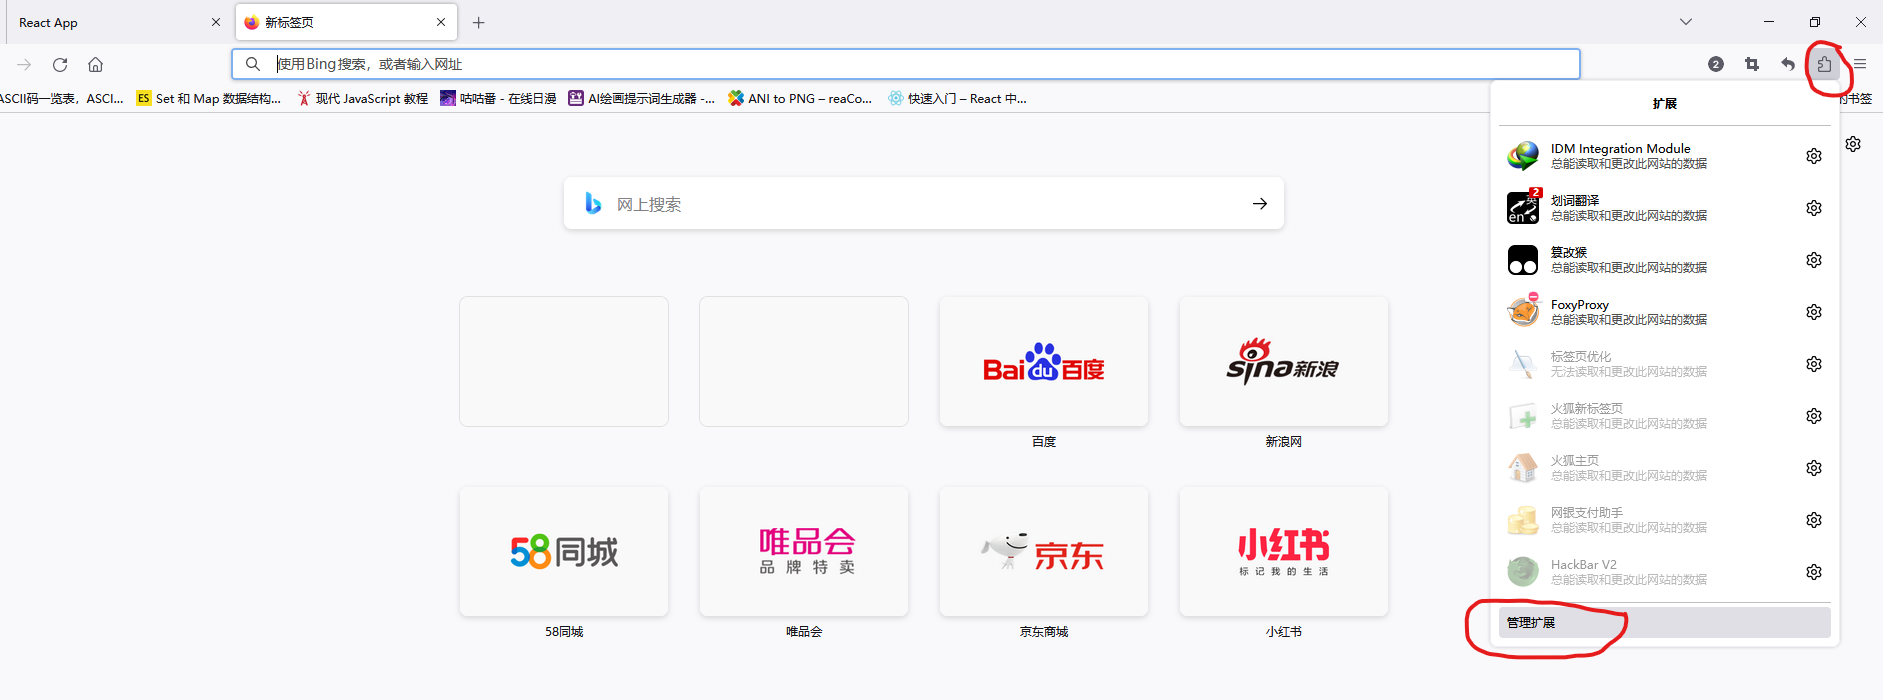 React App
新标签页
使用Bing搜索，或者输入网址
2
ASCII码一览表，ASCI...
ES Set 和 Map 数据结构...
现代 JavaScript 教程
咕咕番 - 在线日漫
AI绘画提示词生成器 -...
ANI to PNG – reaCo...
快速入门 – React 中...
的书签
网上搜索
Bai du 百度
sina新浪
百度
新浪网
58同城
唯品会
品牌特卖
京东
小红书
标记我的生活
58同城
唯品会
京东商城
小红书
扩展
IDM Integration Module
总能读取和更改此网站的数据
英
en
2
划词翻译
总能读取和更改此网站的数据
篡改猴
总能读取和更改此网站的数据
FoxyProxy
总能读取和更改此网站的数据
标签页优化
无法读取和更改此网站的数据
火狐新标签页
总能读取和更改此网站的数据
火狐主页
总能读取和更改此网站的数据
网银支付助手
总能读取和更改此网站的数据
HackBar V2
总能读取和更改此网站的数据
管理扩展